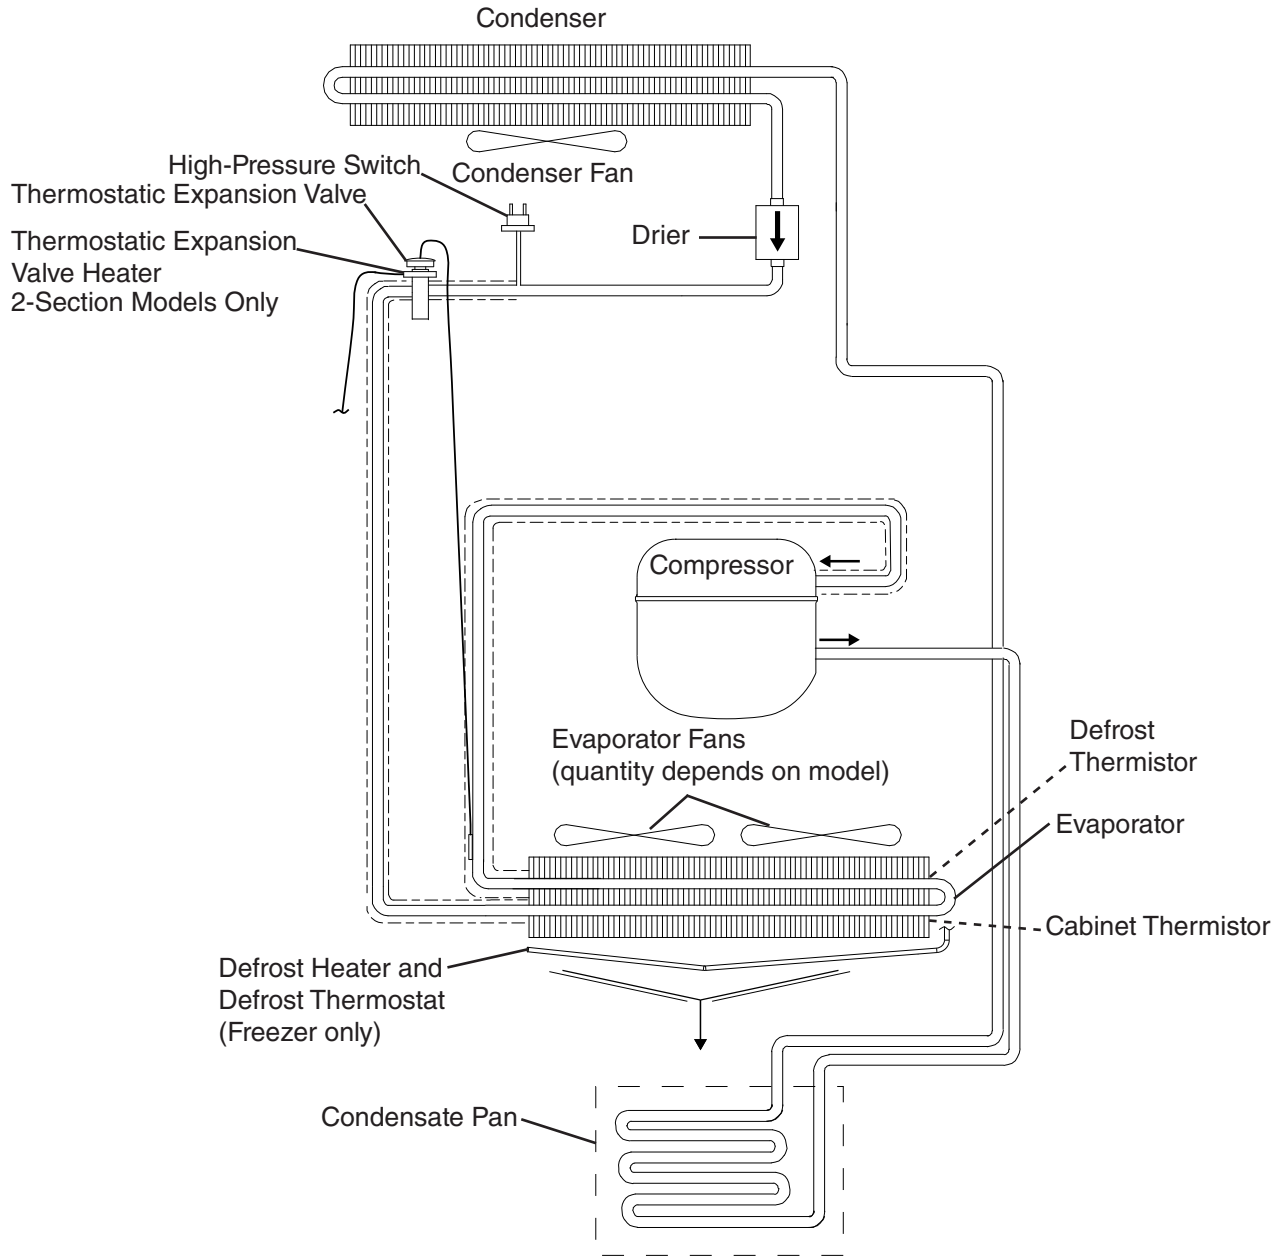 Condenser
High-Pressure Switch
Condenser Fan
Thermostatic Expansion Valve
Thermostatic Expansion
Valve Heater
2-Section Models Only
Drier
Compressor
Evaporator Fans
(quantity depends on model)
Defrost
Thermistor
Evaporator
Cabinet Thermistor
Defrost Heater and
Defrost Thermostat
(Freezer only)
Condensate Pan